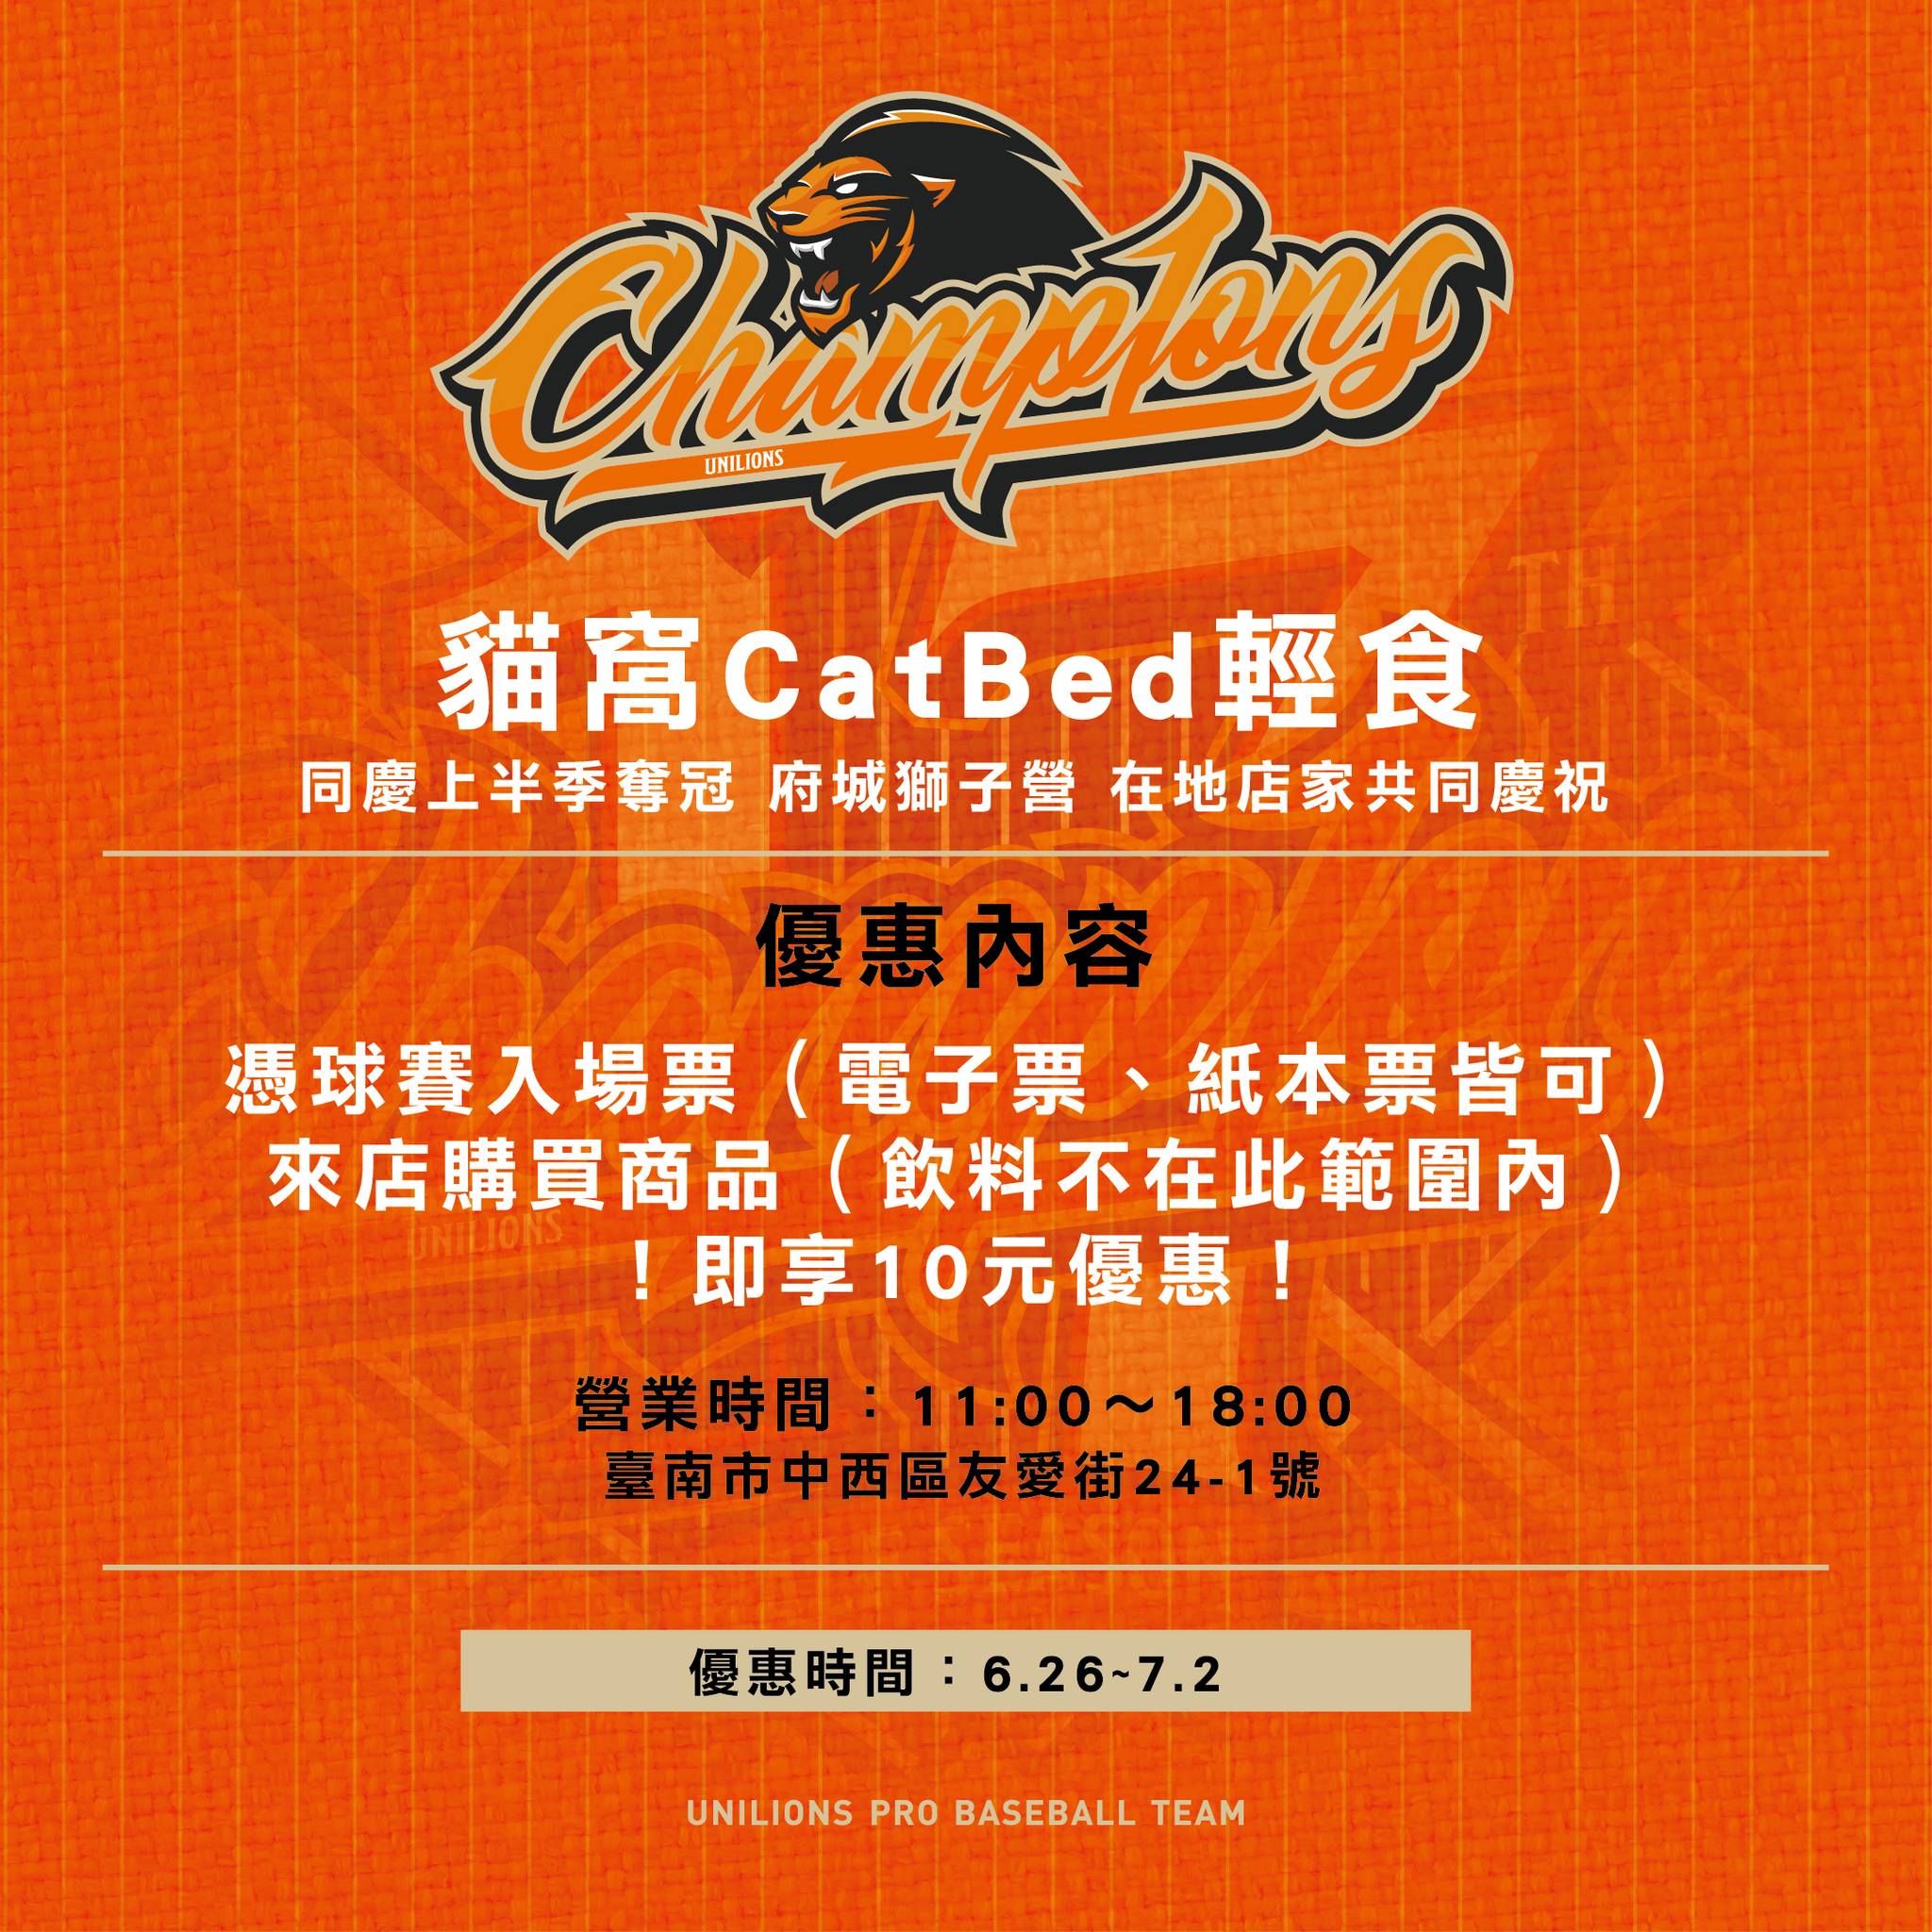 Champ1ons
UNILIONS
TH
貓窩CatBed輕食
同慶上半季奪冠 府城獅子營 在地店家共同慶祝
優惠內容
憑球賽入場票（電子票、紙本票皆可）
來店購買商品（飲料不在此範圍內）
！即享10元優惠！
UNILIONS
營業時間：11:00～18:00
臺南市中西區友愛街24-1號
優惠時間：6.26~7.2
UNILIONS PRO BASEBALL TEAM